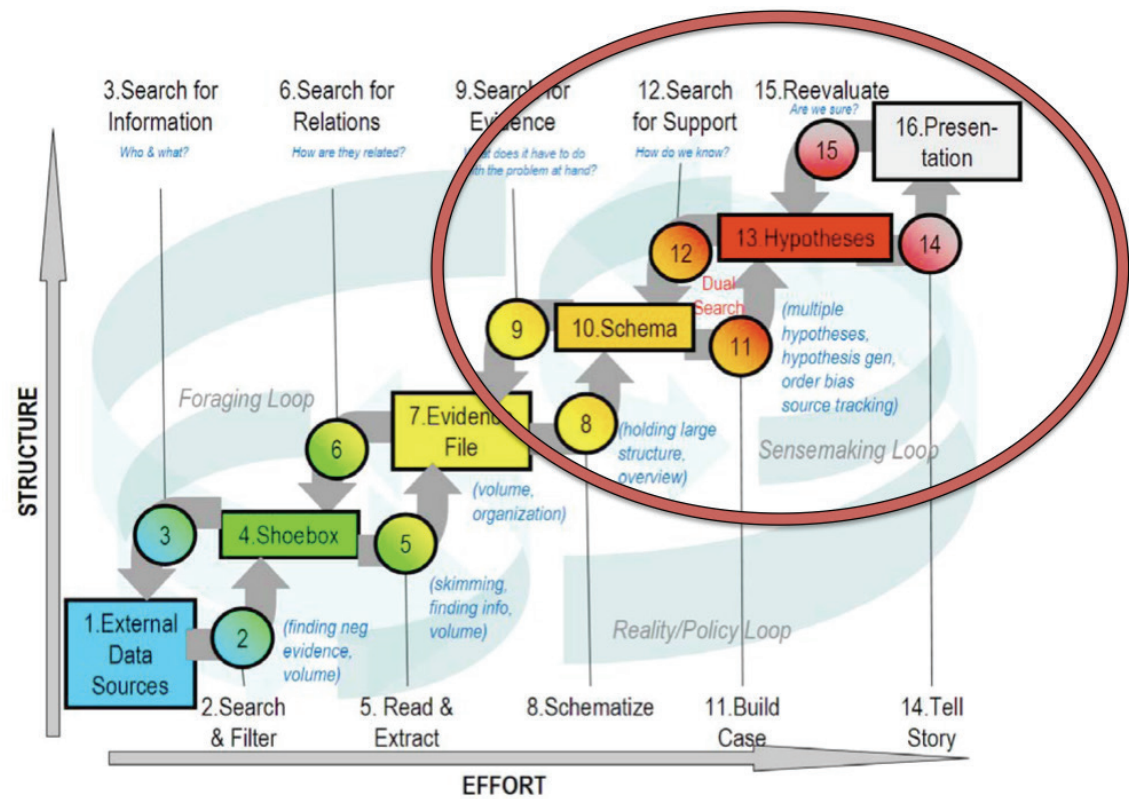 3.Search for
Information
Who & what?
6.Search for
Relations
How are they related?
9.Search for
Evidence
What does it have to do
with the problem at hand?
12.Search
for Support
How do we know?
15.Reevaluate
Are we sure?
16.Presen-
tation
15
14
13 Hypotheses
12
Dual
Search
11
(multiple
hypotheses,
hypothesis gen,
order bias
source tracking)
10.Schema
9
8
(holding large
structure,
overview)
Sensemaking Loop
Foraging Loop
7.Evidence
File
6
(volume,
organization)
5
4.Shoebox
3
(skimming,
finding info,
volume)
1.External
Data
Sources
2
(finding neg
evidence,
volume)
Reality/Policy Loop
2.Search
& Filter
5. Read &
Extract
8.Schematize
11.Build
Case
14.Tell
Story
STRUCTURE
EFFORT